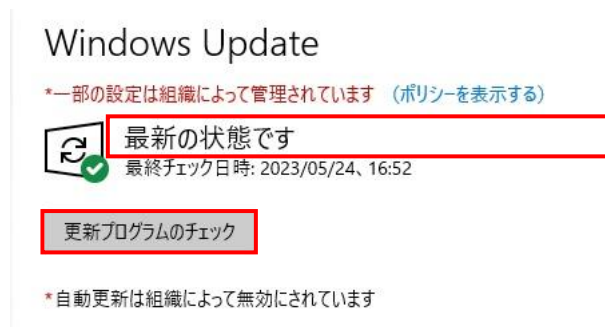 Windows Update
*一部の設定は組織によって管理されています (ポリシーを表示する)
最新の状態です
最終チェック日時: 2023/05/24、16:52
更新プログラムのチェック
*自動更新は組織によって無効にされています